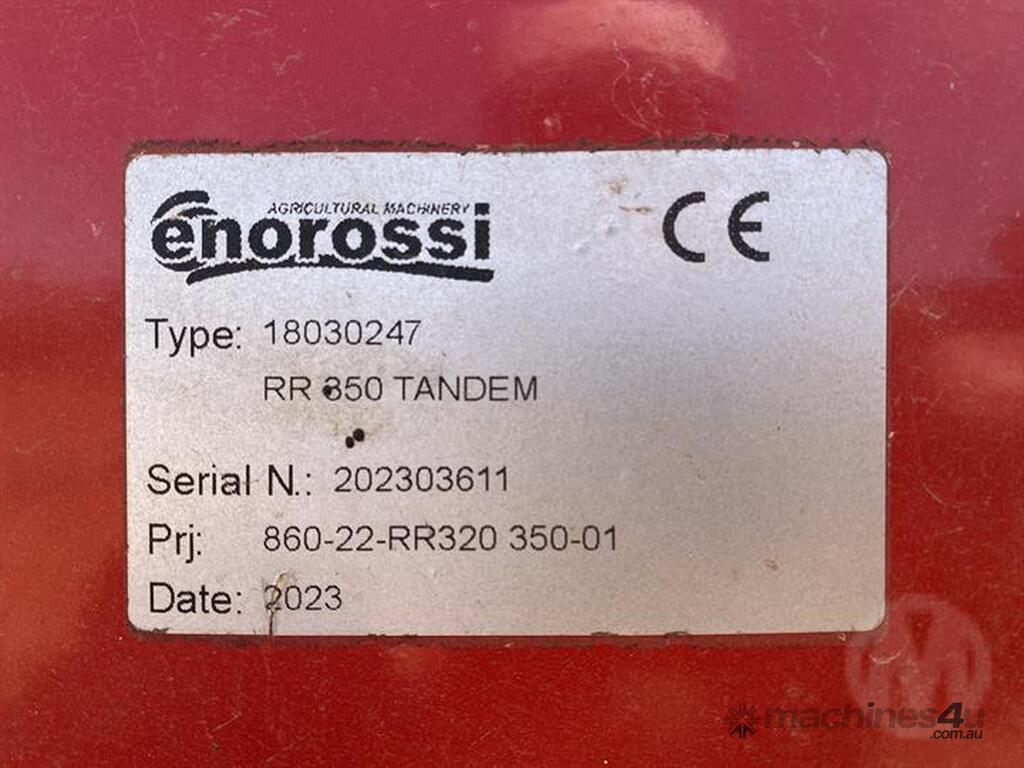 AGRICULTURAL MACHINERY
enorossi
CE
Type: 18030247
RR 350 TANDEM
Serial N.: 202303611
Prj: 860-22-RR320 350-01
Date: 2023
M
machines4u
.com.au